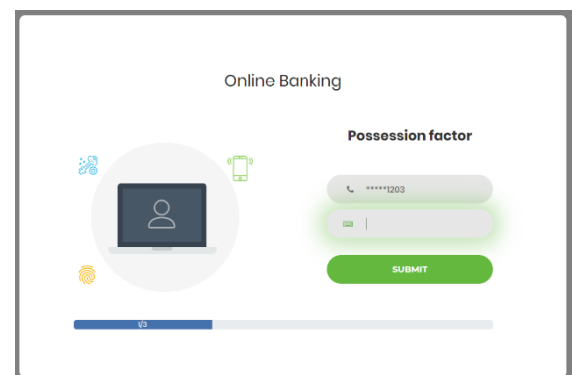 Online Banking
Possession factor
*****1203
SUBMIT
1/3